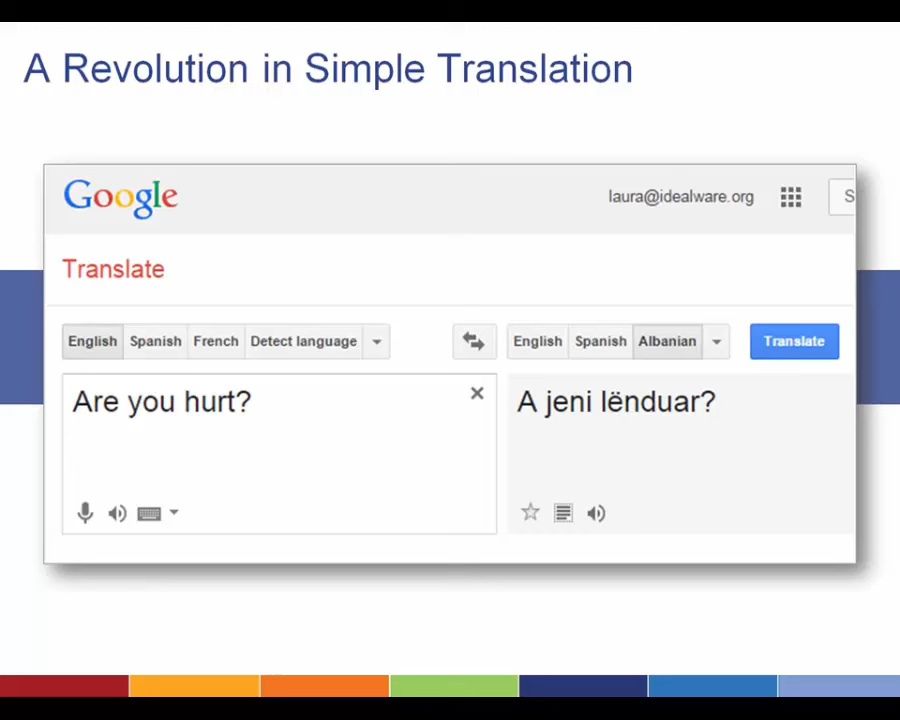 A Revolution in Simple Translation
Google
laura@idealware.org
S
Translate
English Spanish French Detect language
English Spanish Albanian Translate
Are you hurt?
A jeni lënduar?